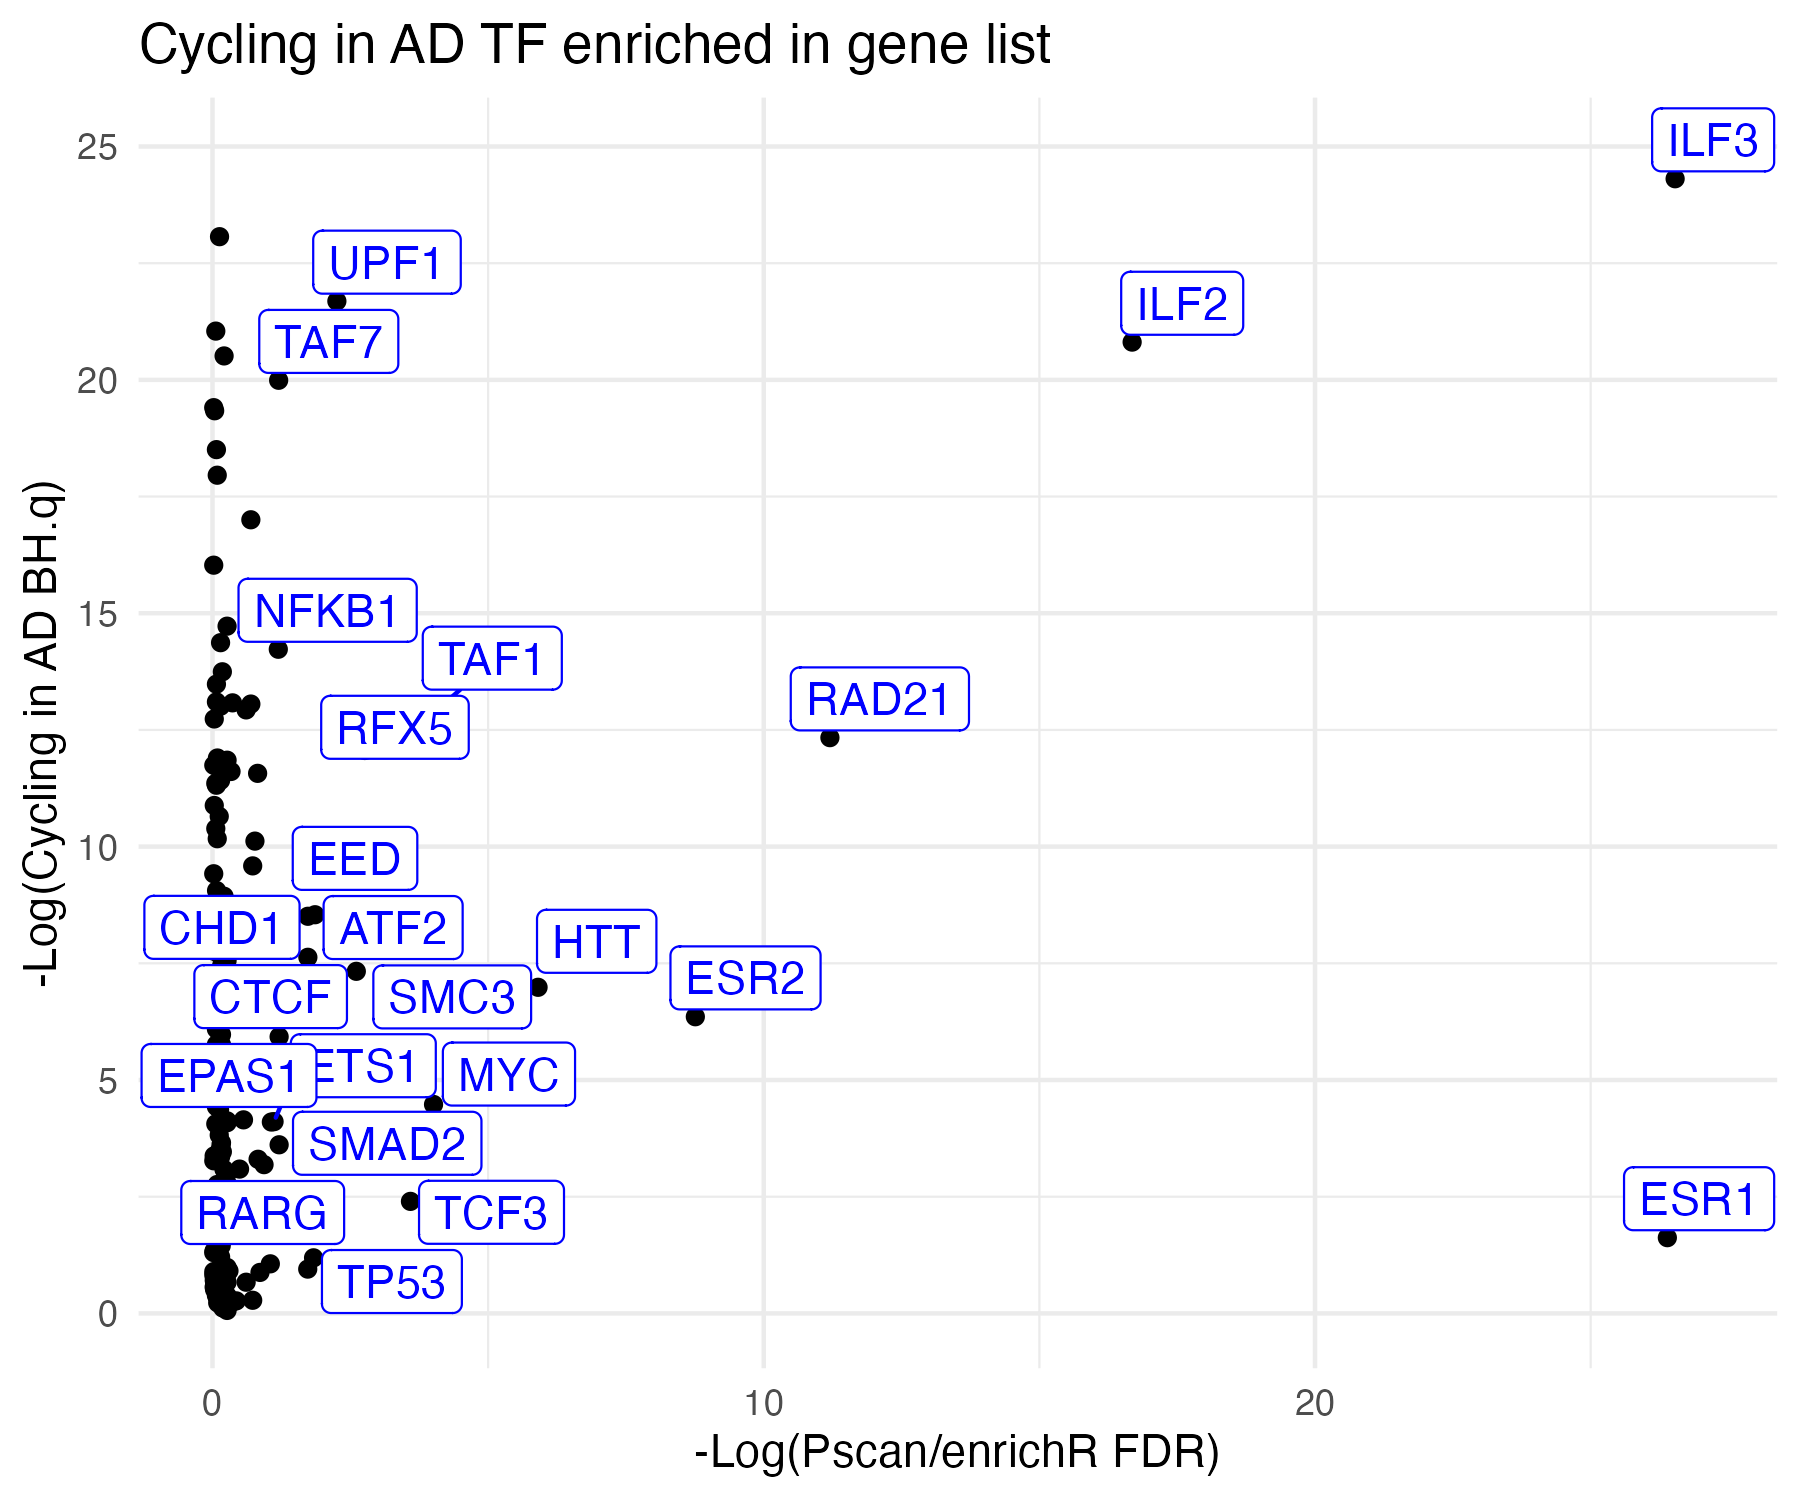 Cycling in AD TF enriched in gene list
25
ILF3
UPF1
ILF2
TAF7
20
NFKB1
15
TAF1
RAD21
RFX5
10
EED
CHD1
ATF2
HTT
ESR2
CTCF
SMC3
EPAS1
ETS1
MYC
5
SMAD2
ESR1
RARG
TCF3
TP53
0
-Log(Cycling in AD BH.q)
0
10
20
-Log(Pscan/enrichR FDR)